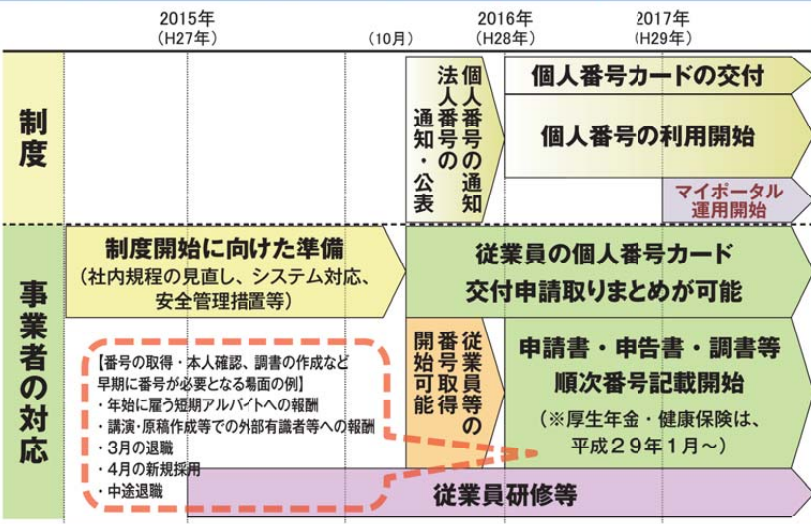 2015年
(H27年)
(10月)
2016年
(H28年)
2017年
(H29年)
制度
個人番号の通知
法人番号の
通知・公表
個人番号カードの交付
個人番号の利用開始
マイポータル
運用開始
事業者の対応
制度開始に向けた準備
(社内規程の見直し、システム対応、
安全管理措置等)
従業員の個人番号カード
交付申請取りまとめが可能
【番号の取得・本人確認、調書の作成など
早期に番号が必要となる場面の例】
・年始に雇う短期アルバイトへの報酬
・講演・原稿作成等での外部有識者等への報酬
・3月の退職
・4月の新規採用
・中途退職
従業員等の
番号取得
開始可能
申請書・申告書・調書等
順次番号記載開始
(※厚生年金・健康保険は、
平成29年1月～)
従業員研修等